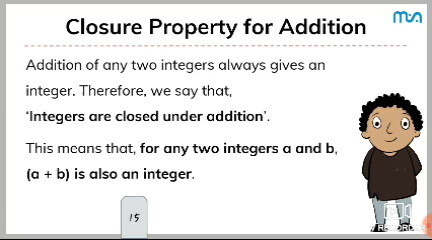 Closure Property for Addition
Addition of any two integers always gives an
integer. Therefore, we say that,
‘Integers are closed under addition’.
This means that, for any two integers a and b,
(a + b) is also an integer.
15